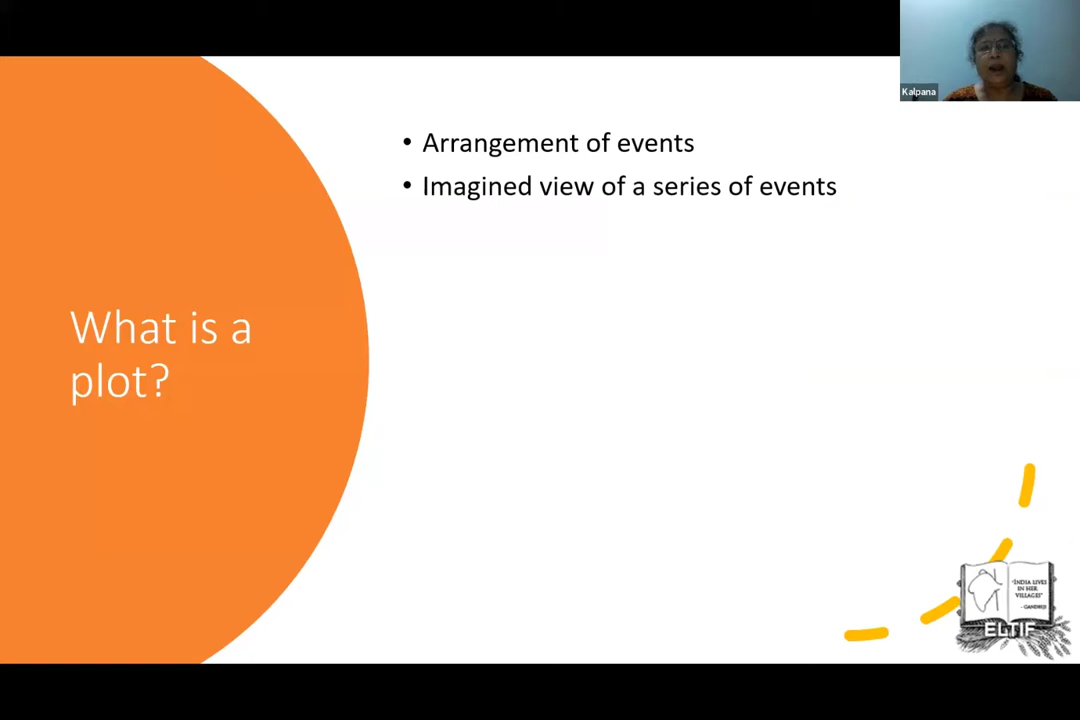 Kalpana
• Arrangement of events
• Imagined view of a series of events
What is a
plot?
"INDIA LIVES
IN HER
VILLAGES"
- GANDHIJI
ELTIF